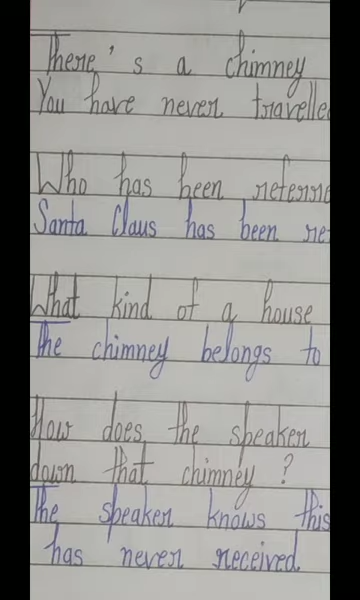 There's a chimney
You have never travelled
Who has been referre
Santa Claus has been re
What kind of a house
The chimney belongs to
How does the speaker
down that chimney ?
The speaker knows this
has never received